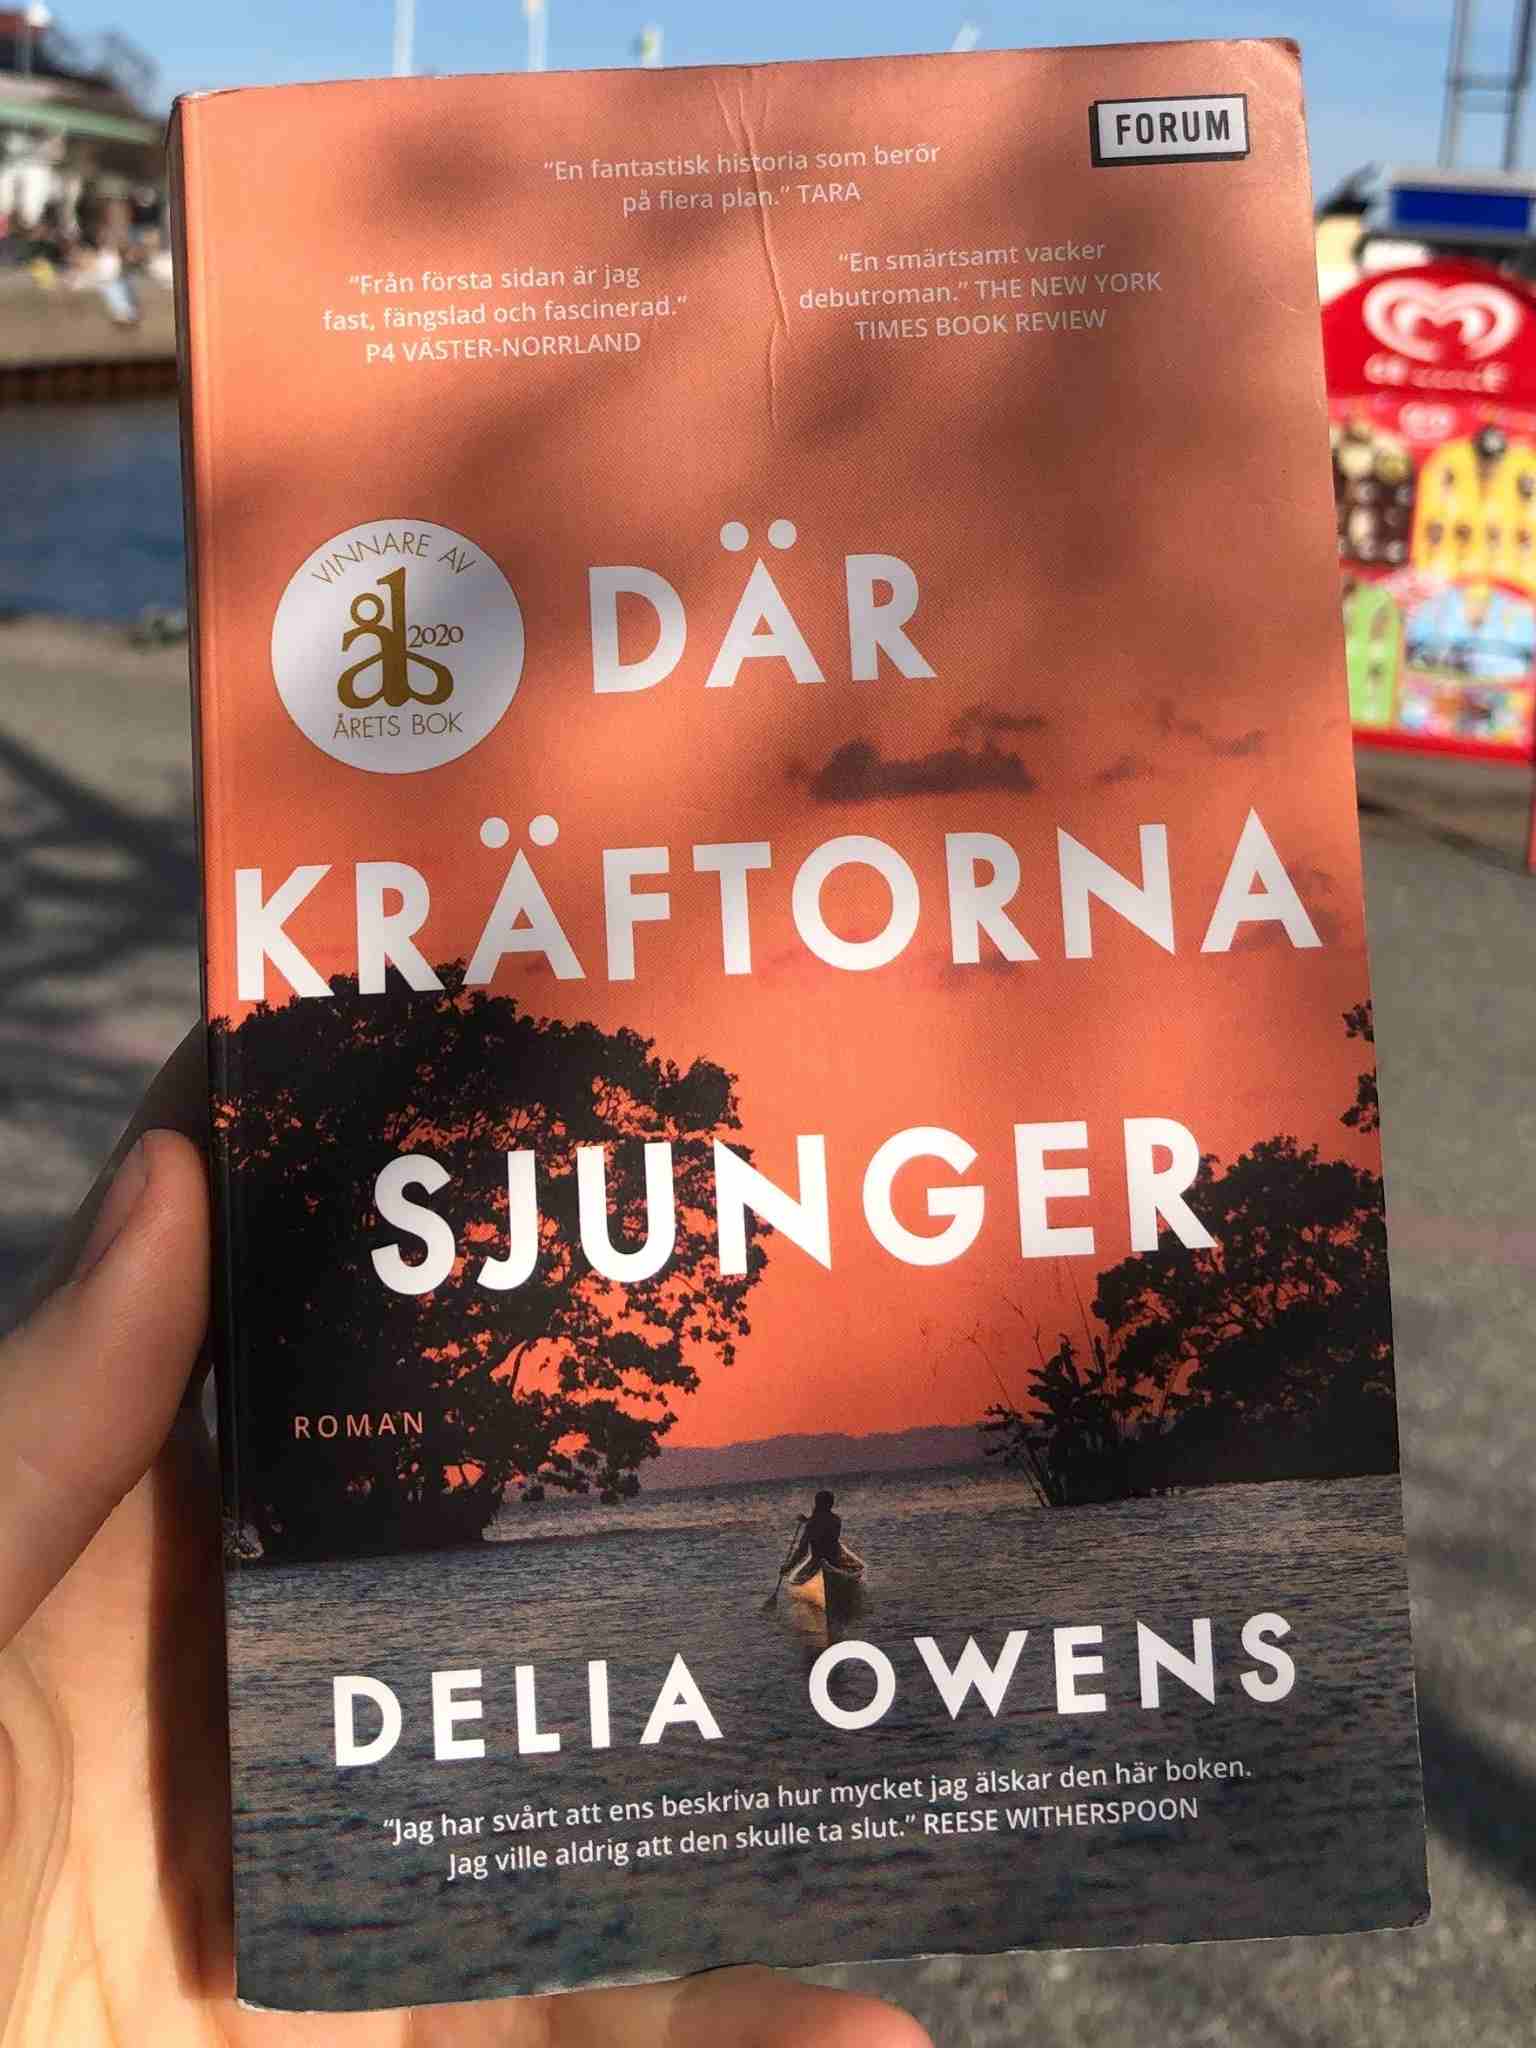 FORUM
“En fantastisk historia som berör
på flera plan.” TARA
“Från första sidan är jag
fast, fängslad och fascinerad.“
P4 VÄSTER-NORRLAND
“En smärtsamt vacker
debutroman.” THE NEW YORK
TIMES BOOK REVIEW
VINNARE AV
ål 2020
ÅRETS BOK
DÄR
KRÄFTORNA
SJUNGER
ROMAN
DELIA OWENS
“Jag har svårt att ens beskriva hur mycket jag älskar den här boken.
Jag ville aldrig att den skulle ta slut.” REESE WITHERSPOON